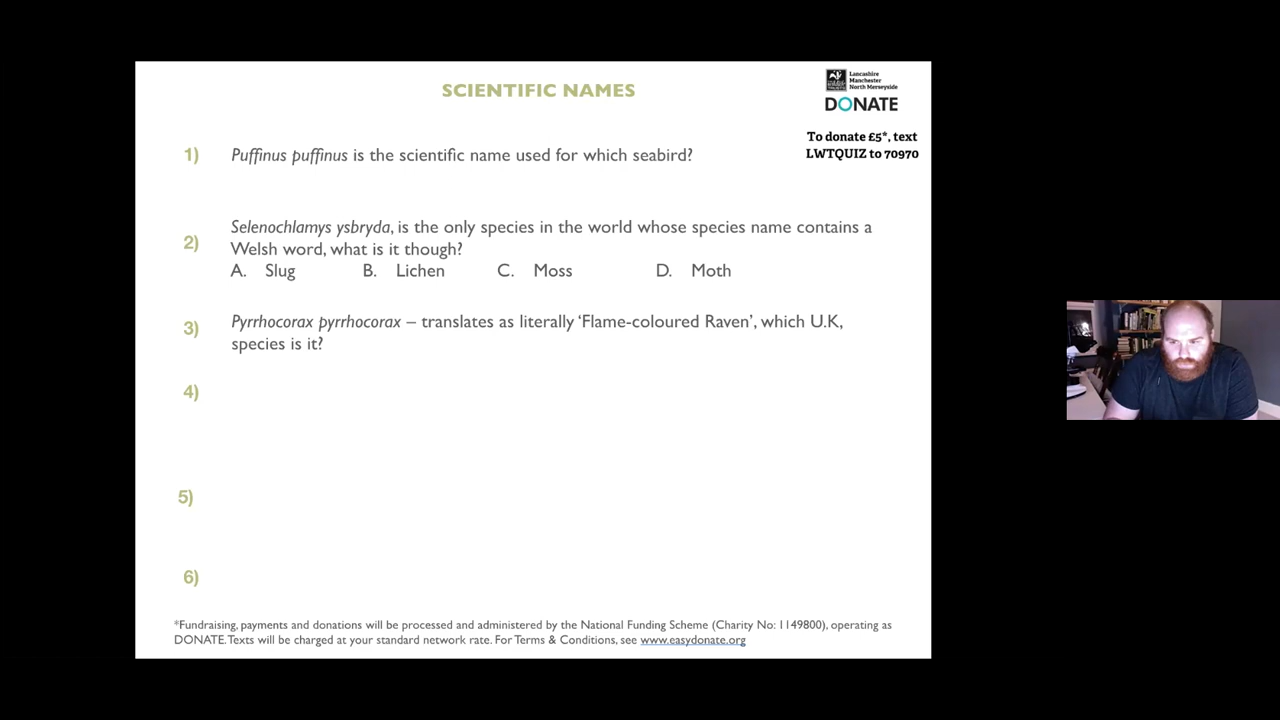 SCIENTIFIC NAMES
Lancashire
Manchester
North Merseyside
DONATE
To donate £5*, text
LWTQUIZ to 70970
1) Puffinus puffinus is the scientific name used for which seabird?
2) Selenochlamys ysbryda, is the only species in the world whose species name contains a
Welsh word, what is it though?
A. Slug B. Lichen C. Moss D. Moth
3) Pyrrhocorax pyrrhocorax – translates as literally ‘Flame-coloured Raven’, which U.K,
species is it?
4)
5)
6)
*Fundraising, payments and donations will be processed and administered by the National Funding Scheme (Charity No: 1149800), operating as
DONATE. Texts will be charged at your standard network rate. For Terms & Conditions, see www.easydonate.org